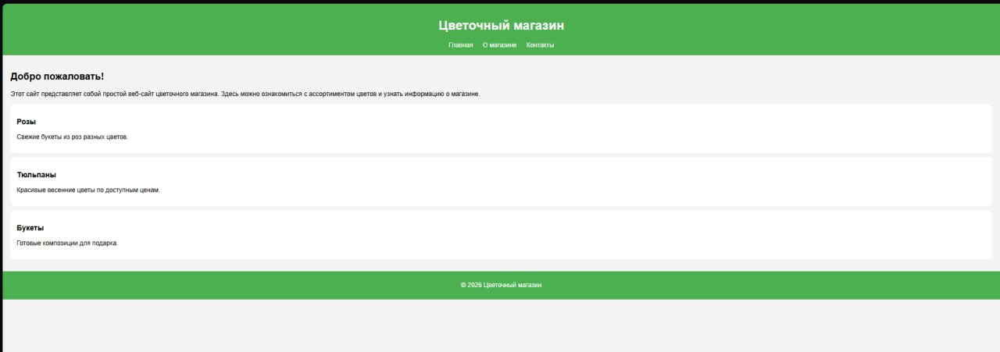 Цветочный магазин
Главная О магазине Контакты
Добро пожаловать!
Этот сайт представляет собой простой веб-сайт цветочного магазина. Здесь можно ознакомиться с ассортиментом цветов и узнать информацию о магазине.
Розы
Свежие букеты из роз разных цветов.
Тюльпаны
Красивые весенние цветы по доступным ценам.
Букеты
Готовые композиции для подарка.
© 2026 Цветочный магазин